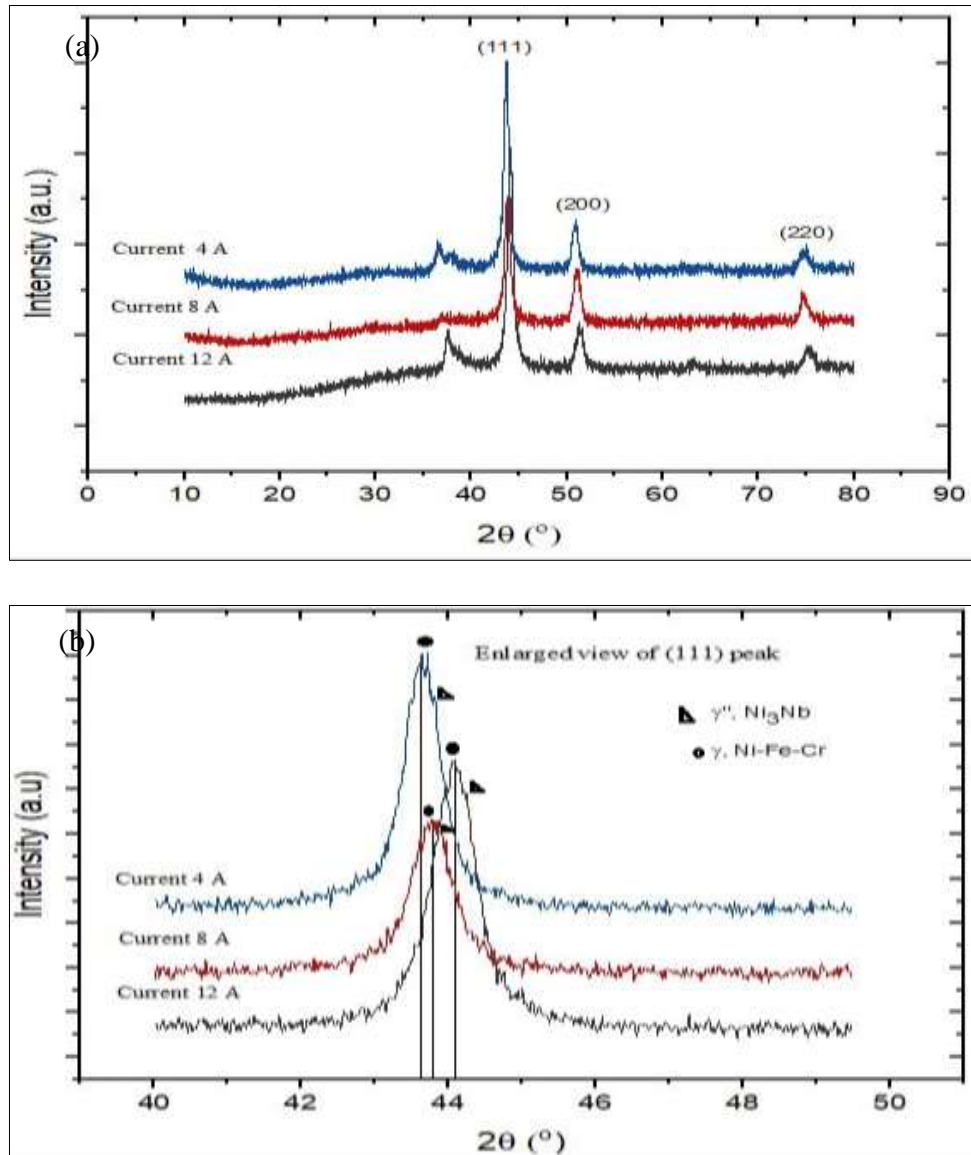 (a)
(111)
(200)
(220)
Current 4 A
Current 8 A
Current 12 A
Intensity (a.u.)
0 10 20 30 40 50 60 70 80 90
2θ (°)
(b)
Enlarged view of (111) peak
γ", Ni3Nb
γ, Ni-Fe-Cr
Current 4 A
Current 8 A
Current 12 A
Intensity (a.u)
40 42 44 46 48 50
2θ (°)